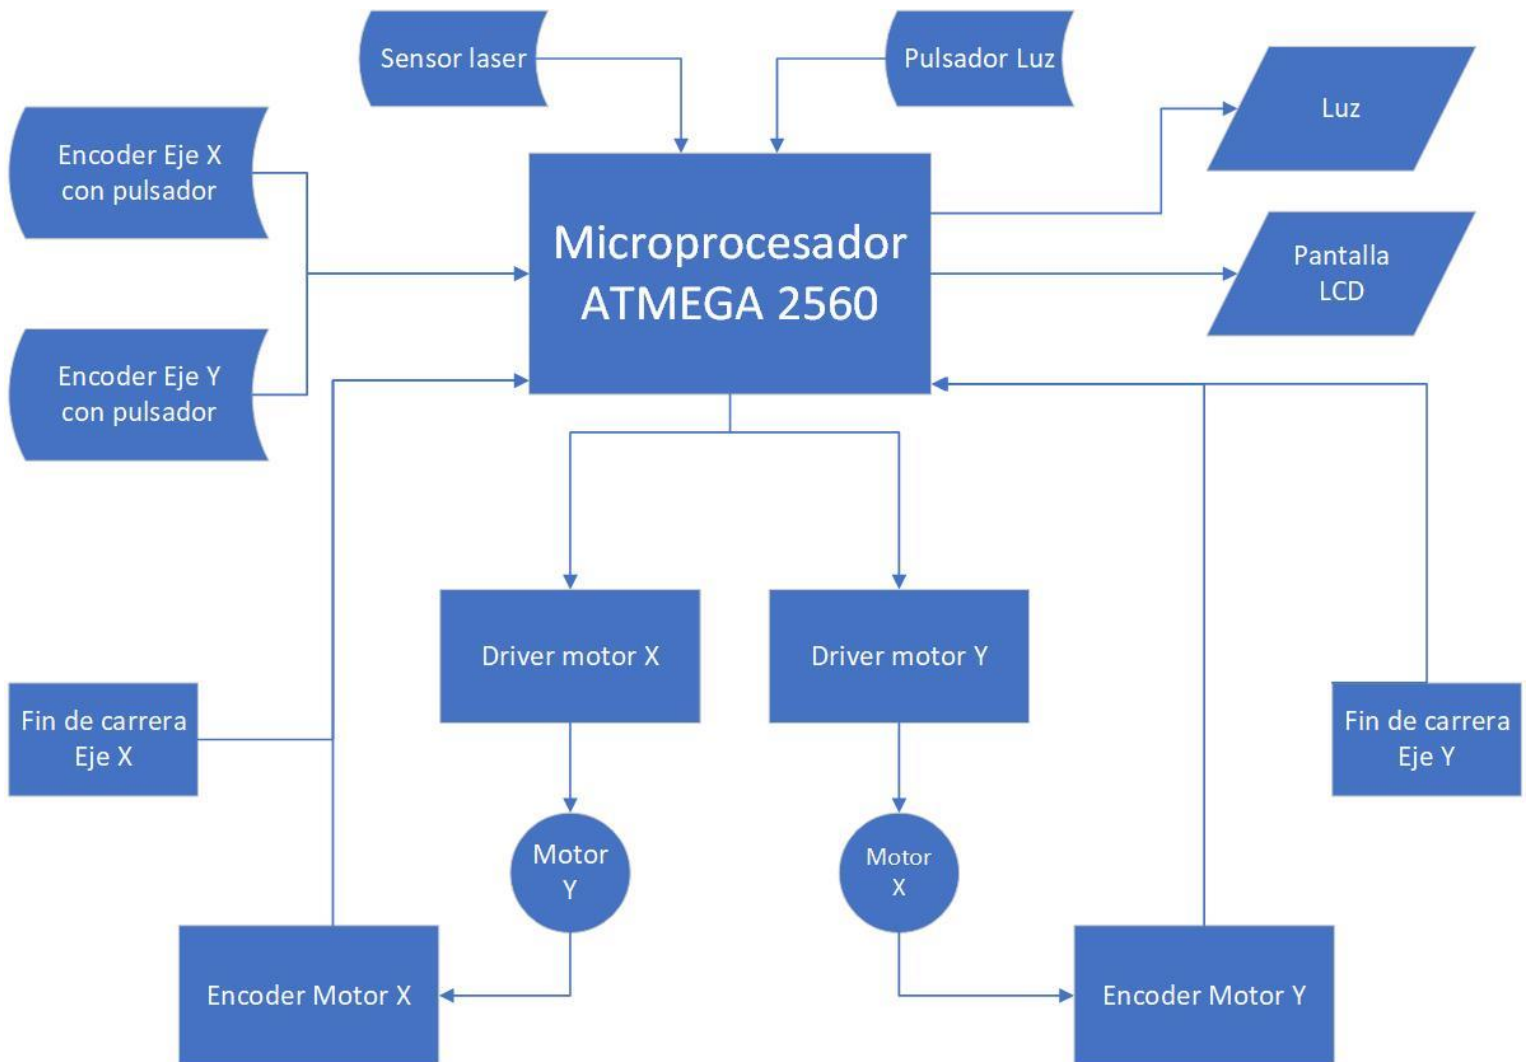 Sensor laser
Pulsador Luz
Luz
Encoder Eje X
con pulsador
Microprocesador
ATMEGA 2560
Pantalla
LCD
Encoder Eje Y
con pulsador
Driver motor X
Driver motor Y
Fin de carrera
Eje X
Fin de carrera
Eje Y
Motor
Y
Motor
X
Encoder Motor X
Encoder Motor Y